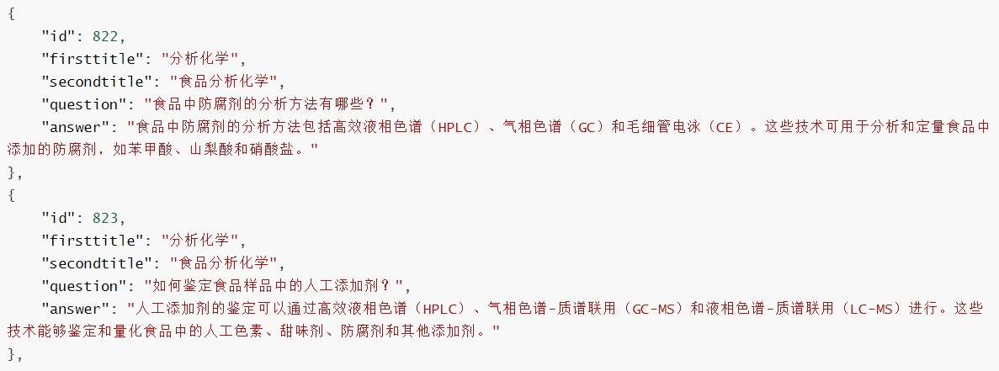 {
    "id": 822,
    "firsttitle": "分析化学",
    "secondtitle": "食品分析化学",
    "question": "食品中防腐剂的分析方法有哪些？",
    "answer": "食品中防腐剂的分析方法包括高效液相色谱（HPLC）、气相色谱（GC）和毛细管电泳（CE）。这些技术可用于分析和定量食品中
添加的防腐剂，如苯甲酸、山梨酸和硝酸盐。"
},
{
    "id": 823,
    "firsttitle": "分析化学",
    "secondtitle": "食品分析化学",
    "question": "如何鉴定食品样品中的人工添加剂？",
    "answer": "人工添加剂的鉴定可以通过高效液相色谱（HPLC）、气相色谱-质谱联用（GC-MS）和液相色谱-质谱联用（LC-MS）进行。这些
技术能够鉴定和量化食品中的人工色素、甜味剂、防腐剂和其他添加剂。"
},